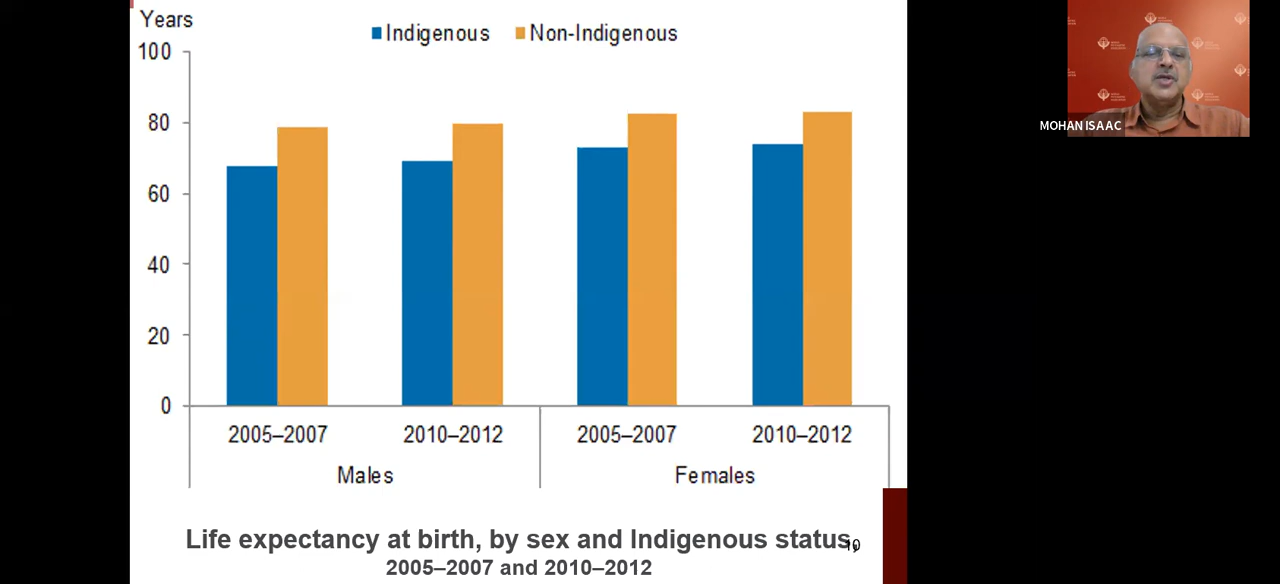 Years
Indigenous Non-Indigenous
100
80
60
40
20
0
2005–2007 2010–2012 2005–2007 2010–2012
Males Females
Life expectancy at birth, by sex and Indigenous status,
10
2005–2007 and 2010–2012
MOHAN ISAAC